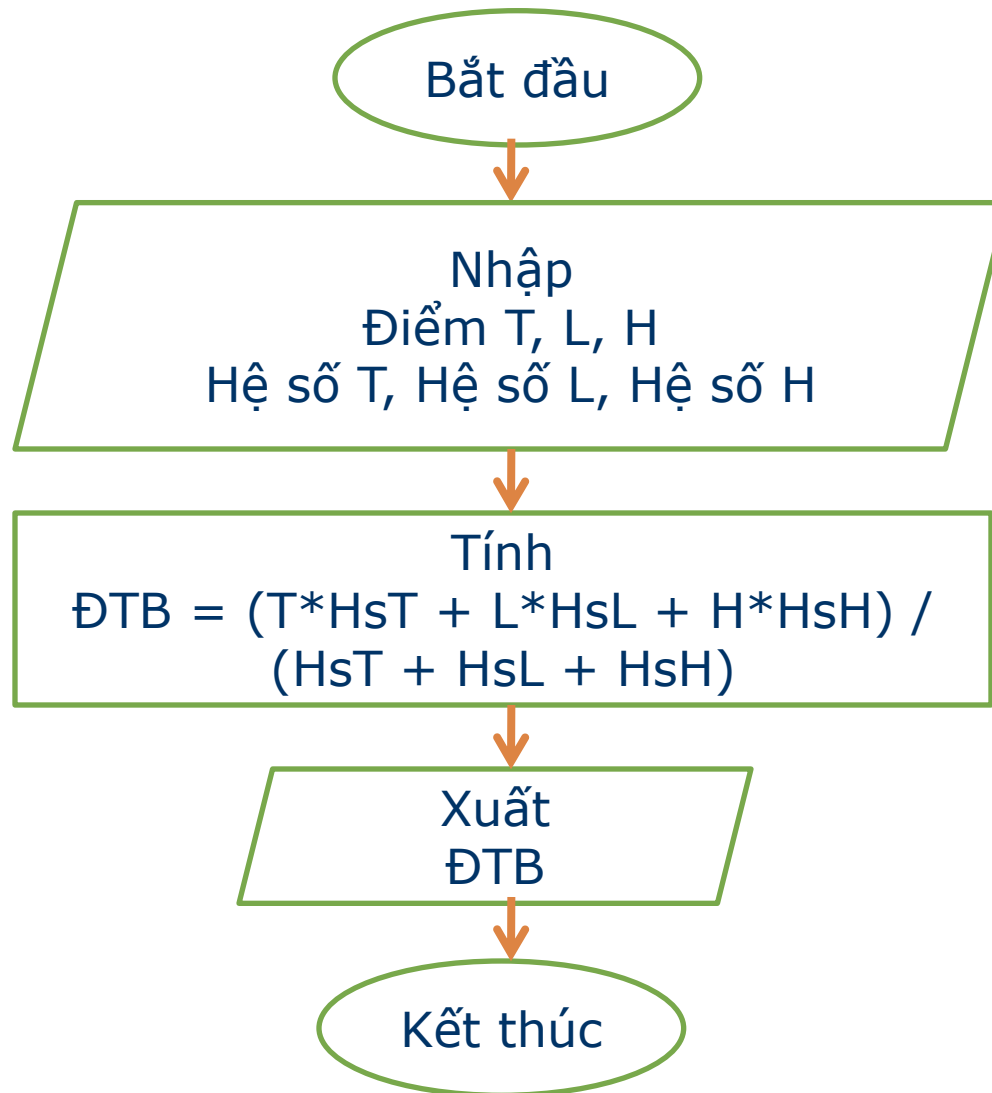 Bắt đầu
Nhập
Điểm T, L, H
Hệ số T, Hệ số L, Hệ số H
Tính
ĐTB = (T*HsT + L*HsL + H*HsH) /
(HsT + HsL + HsH)
Xuất
ĐTB
Kết thúc